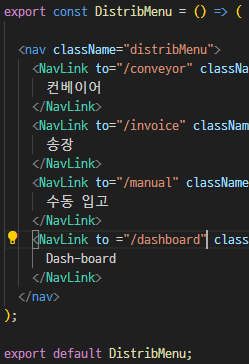 export const DistribMenu = () => (
<nav className="distribMenu">
<NavLink to="/conveyor" classNam
컨베이어
</NavLink>
<NavLink to="/invoice" classNam
송장
</NavLink>
<NavLink to="/manual" className
수동 입고
</NavLink>
<NavLink to ="/dashboard" class
Dash-board
</NavLink>
</nav>
);
export default DistribMenu;